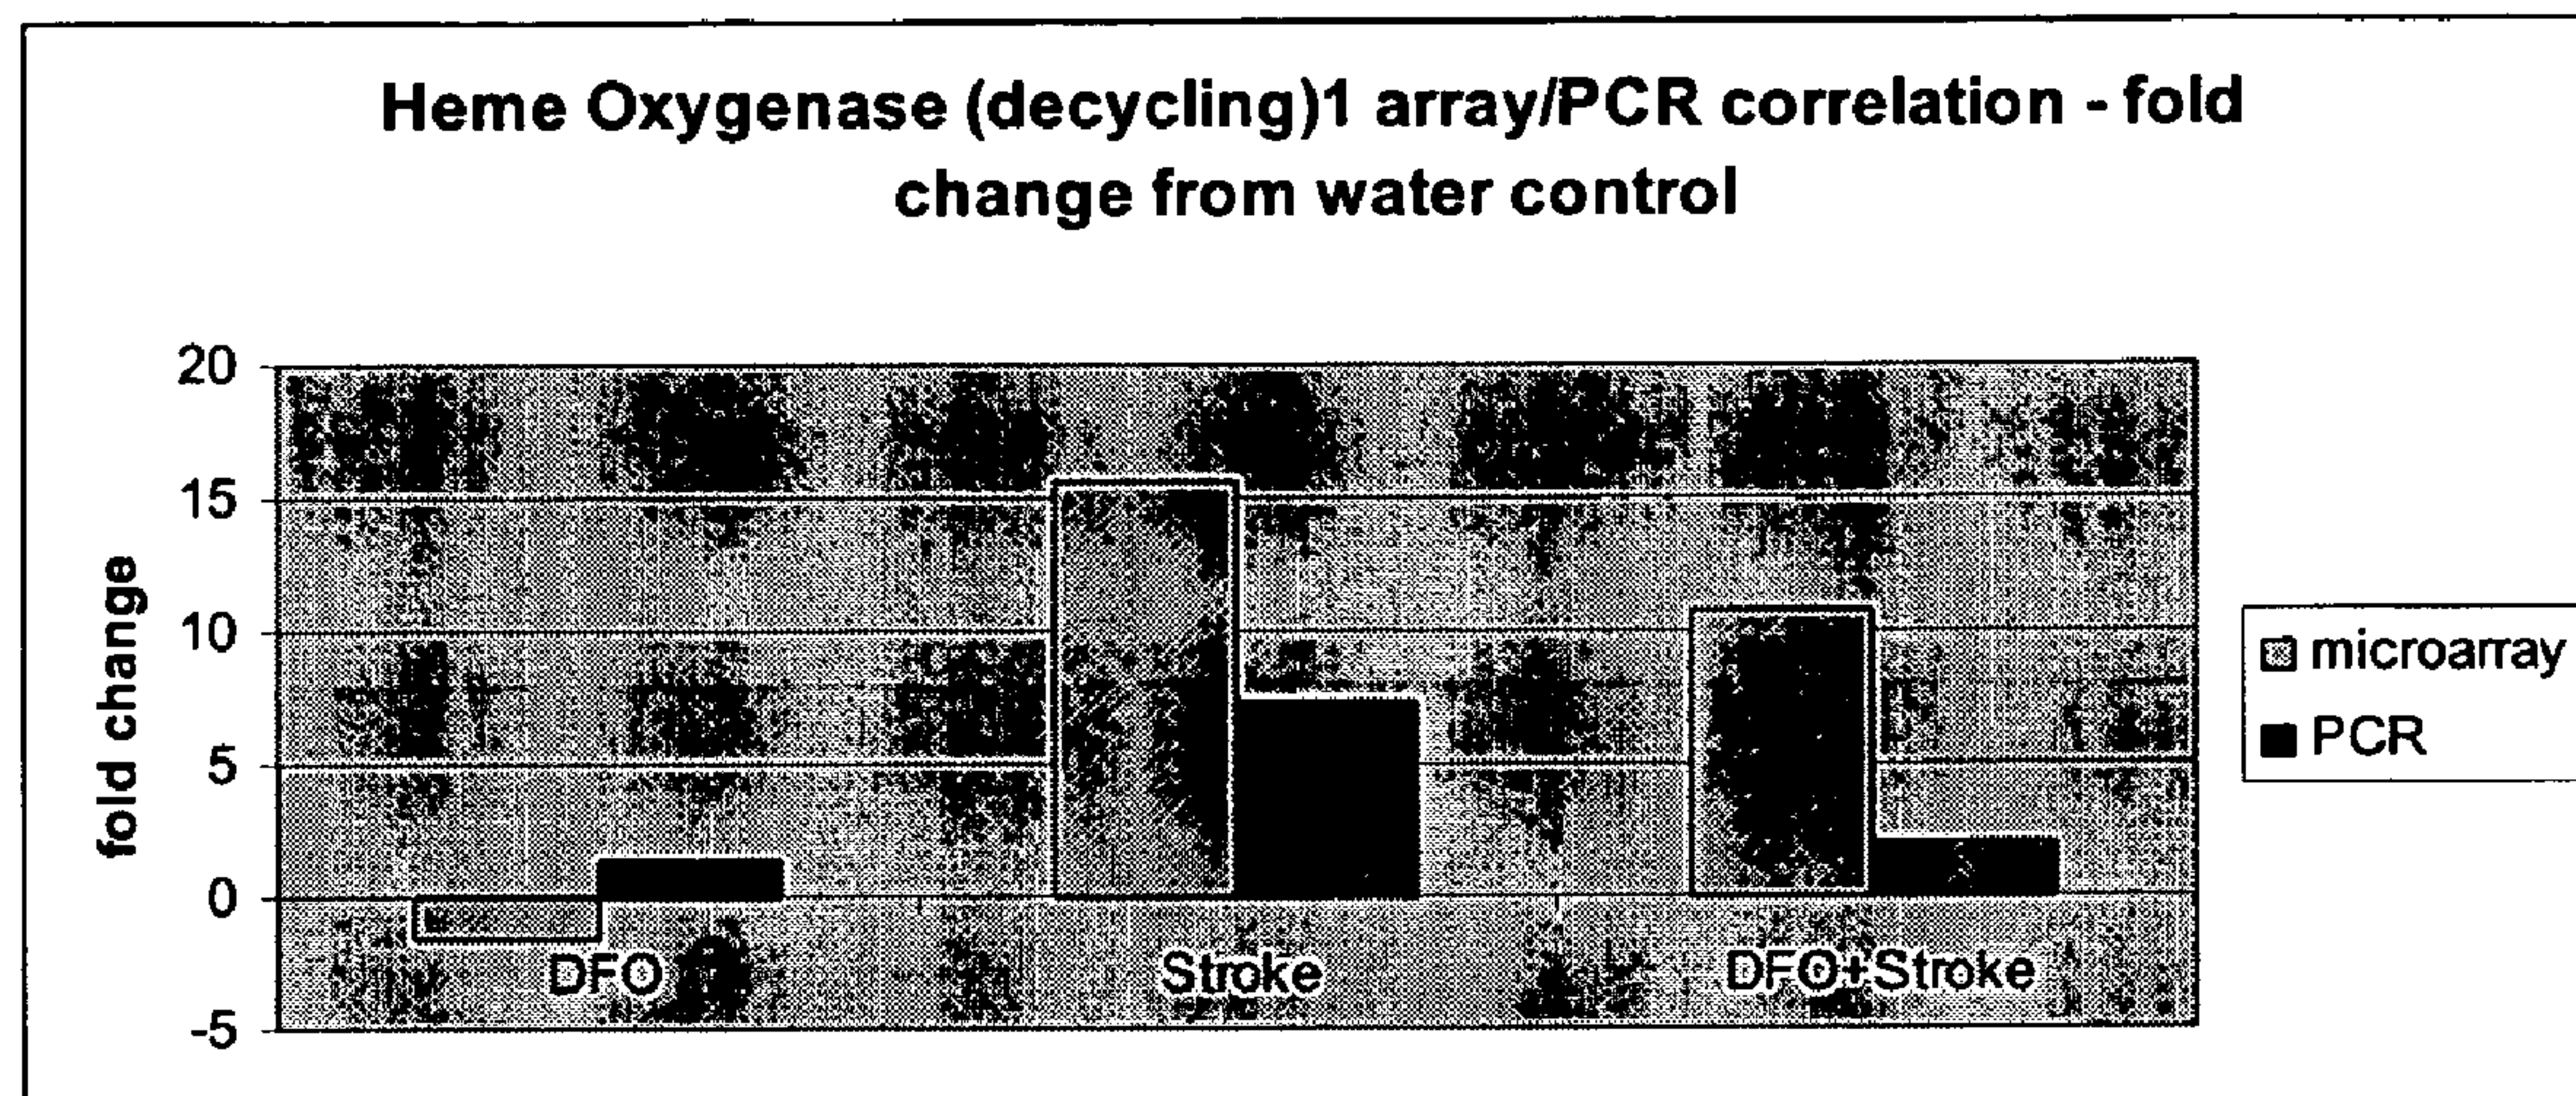 Heme Oxygenase (decycling)1 array/PCR correlation - fold
change from water control
20
15
10
5
0
-5
fold change
DFO
Stroke
DFO+Stroke
microarray
PCR